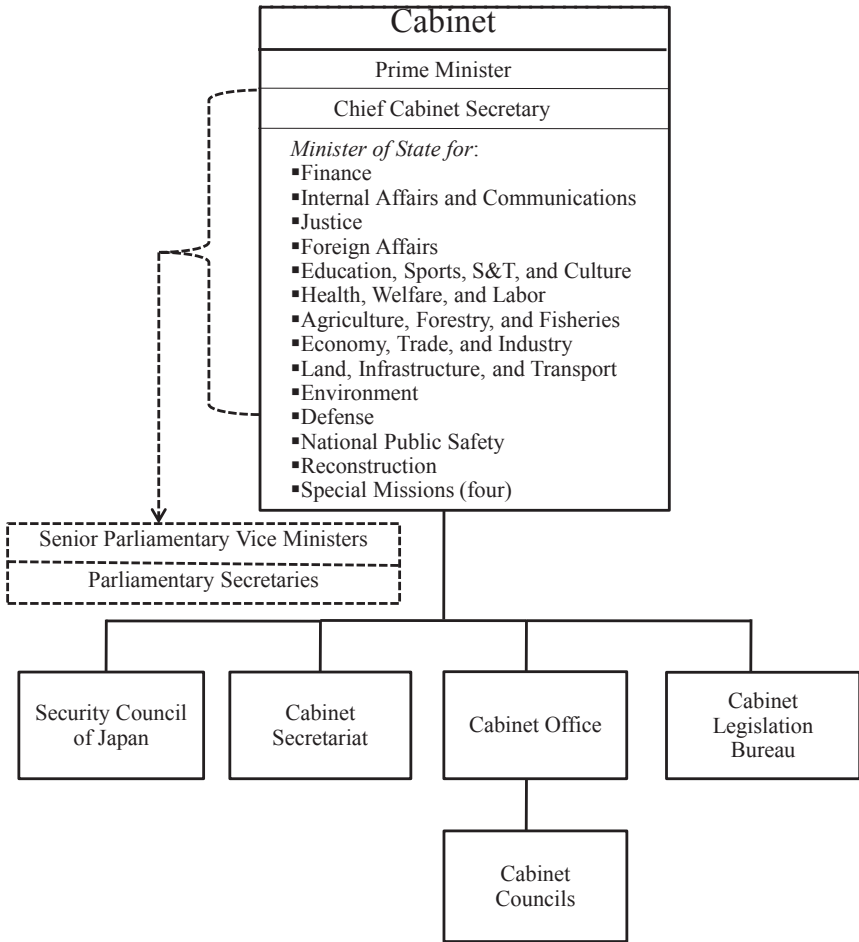 Cabinet
Prime Minister
Chief Cabinet Secretary
Minister of State for:
▪Finance
▪Internal Affairs and Communications
▪Justice
▪Foreign Affairs
▪Education, Sports, S&T, and Culture
▪Health, Welfare, and Labor
▪Agriculture, Forestry, and Fisheries
▪Economy, Trade, and Industry
▪Land, Infrastructure, and Transport
▪Environment
▪Defense
▪National Public Safety
▪Reconstruction
▪Special Missions (four)
Senior Parliamentary Vice Ministers
Parliamentary Secretaries
Security Council
of Japan
Cabinet
Secretariat
Cabinet Office
Cabinet
Legislation
Bureau
Cabinet
Councils